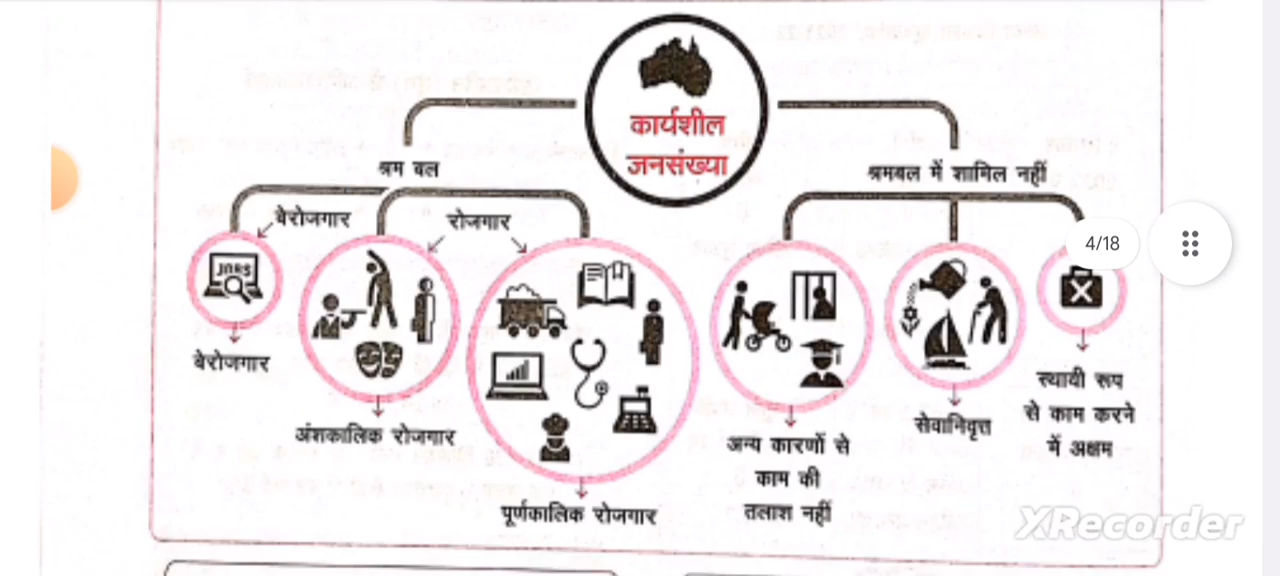 कार्यशील
जनसंख्या
श्रम बल
श्रमबल में शामिल नहीं
बेरोजगार
रोजगार
4/18
JOBS
बेरोजगार
अंशकालिक रोजगार
पूर्णकालिक रोजगार
अन्य कारणों से
काम की
तलाश नहीं
सेवानिवृत्त
स्थायी रूप
से काम करने
में अक्षम
XRecorder